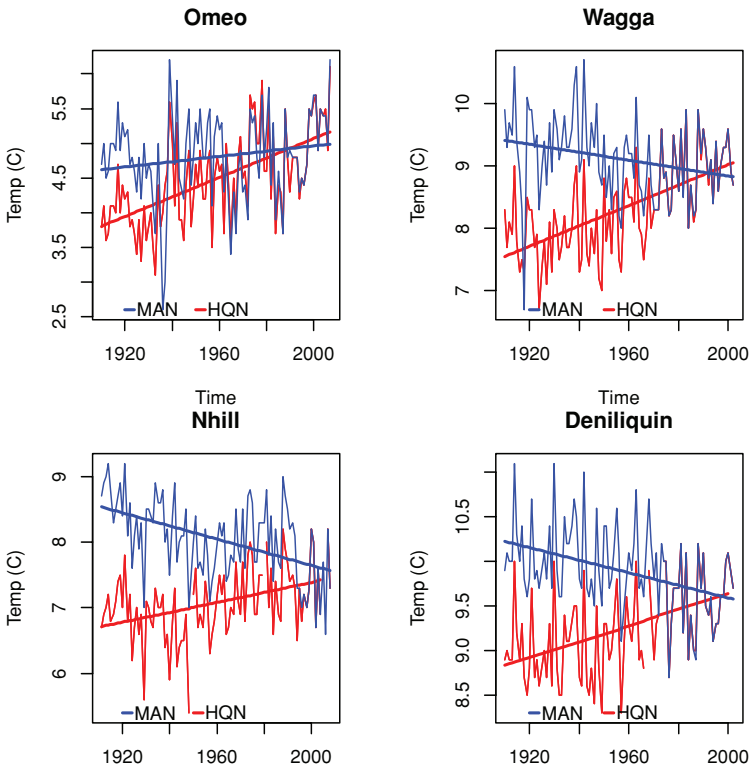 Omeo
Temp (C)
2.5 3.5 4.5 5.5
MAN HQN
1920 1960 2000
Time
Wagga
Temp (C)
7 8 9 10
MAN HQN
1920 1960 2000
Time
Nhill
Temp (C)
6 7 8 9
MAN HQN
1920 1960 2000
Deniliquin
Temp (C)
8.5 9.0 9.5 10.5
MAN HQN
1920 1960 2000